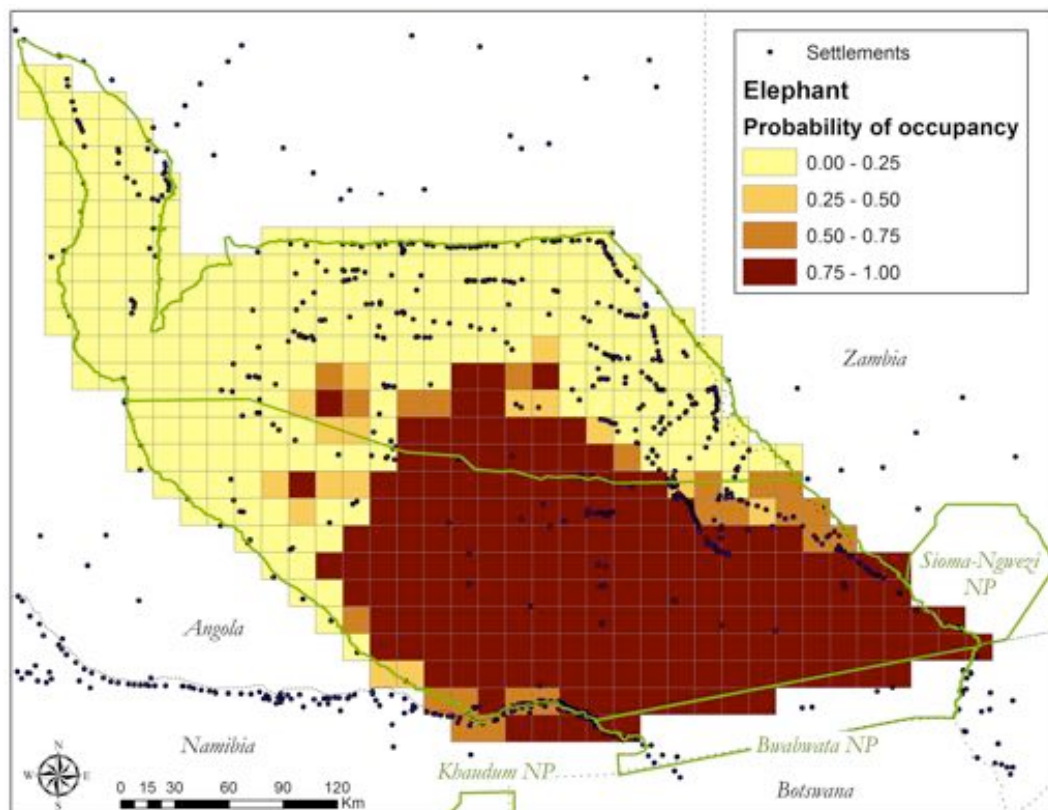 Settlements
Elephant
Probability of occupancy
0.00 - 0.25
0.25 - 0.50
0.50 - 0.75
0.75 - 1.00
Zambia
Sioma-Ngwezi
NP
Angola
Namibia
Khaudum NP
Bwabwata NP
Botswana
N
W E
S
0 15 30 60 90 120
Km